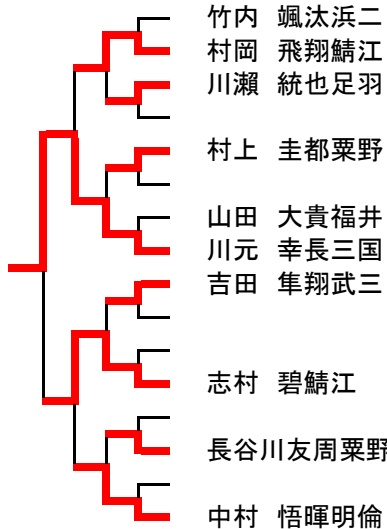 竹内 颯汰浜二
村岡 飛翔鯖江
川瀨 統也足羽
村上 圭都粟野
山田 大貴福井
川元 幸長三国
吉田 隼翔武三
志村 碧鯖江
長谷川友周粟野
中村 悟暉明倫